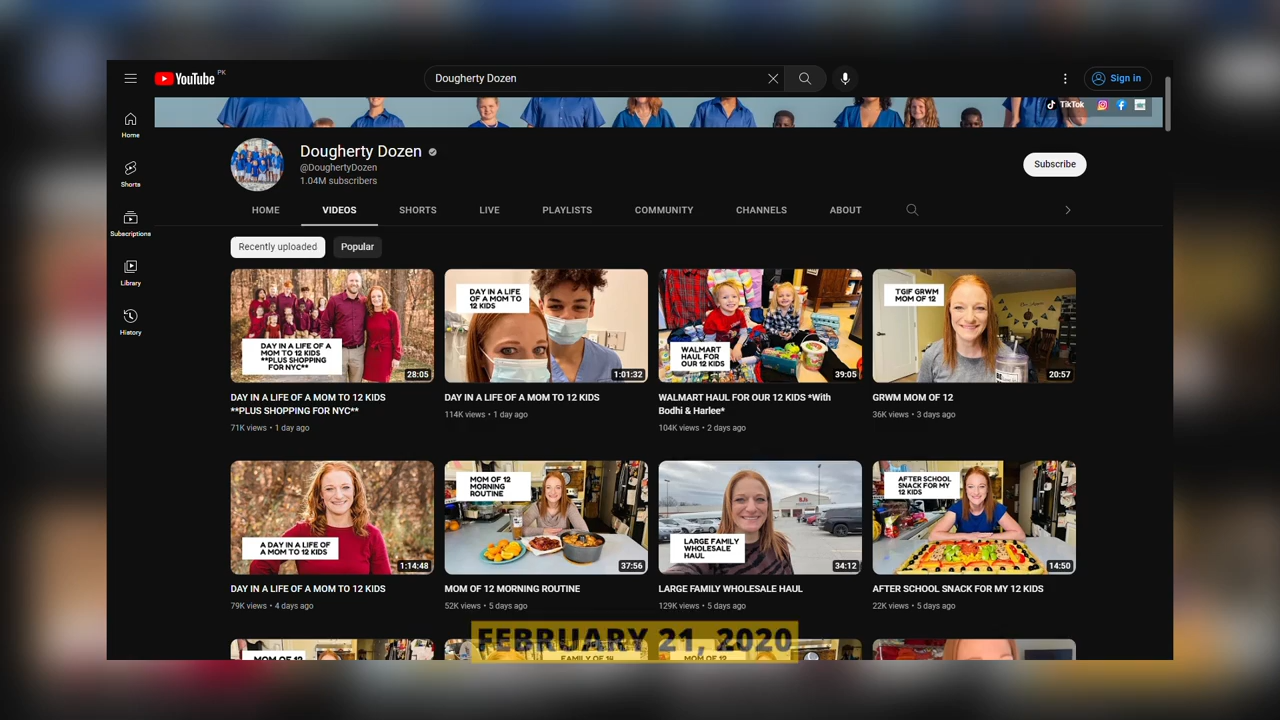 YouTube PK
Dougherty Dozen
Sign in
TikTok
Home
Shorts
Subscriptions
Library
History
Dougherty Dozen
@DoughertyDozen
1.04M subscribers
Subscribe
HOME VIDEOS SHORTS LIVE PLAYLISTS COMMUNITY CHANNELS ABOUT
Recently uploaded Popular
DAY IN A LIFE OF A
MOM TO 12 KIDS
**PLUS SHOPPING
FOR NYC**
28:05
DAY IN A LIFE OF A MOM TO 12 KIDS
**PLUS SHOPPING FOR NYC**
71K views • 1 day ago
DAY IN A LIFE
OF A MOM TO
12 KIDS
1:01:32
DAY IN A LIFE OF A MOM TO 12 KIDS
114K views • 1 day ago
WALMART
HAUL FOR
OUR 12 KIDS
39:05
WALMART HAUL FOR OUR 12 KIDS *With
Bodhi & Harlee*
104K views • 2 days ago
TGIF GRWM
MOM OF 12
20:57
GRWM MOM OF 12
36K views • 3 days ago
A DAY IN A LIFE OF
A MOM TO 12 KIDS
1:14:48
DAY IN A LIFE OF A MOM TO 12 KIDS
79K views • 4 days ago
MOM OF 12
MORNING
ROUTINE
37:56
MOM OF 12 MORNING ROUTINE
52K views • 5 days ago
LARGE FAMILY
WHOLESALE
HAUL
34:12
LARGE FAMILY WHOLESALE HAUL
129K views • 5 days ago
AFTER SCHOOL
SNACK FOR MY
12 KIDS
14:50
AFTER SCHOOL SNACK FOR MY 12 KIDS
22K views • 5 days ago
MOM OF 12
FAMILY OF 14
MOM OF 12
FEBRUARY 21, 2020